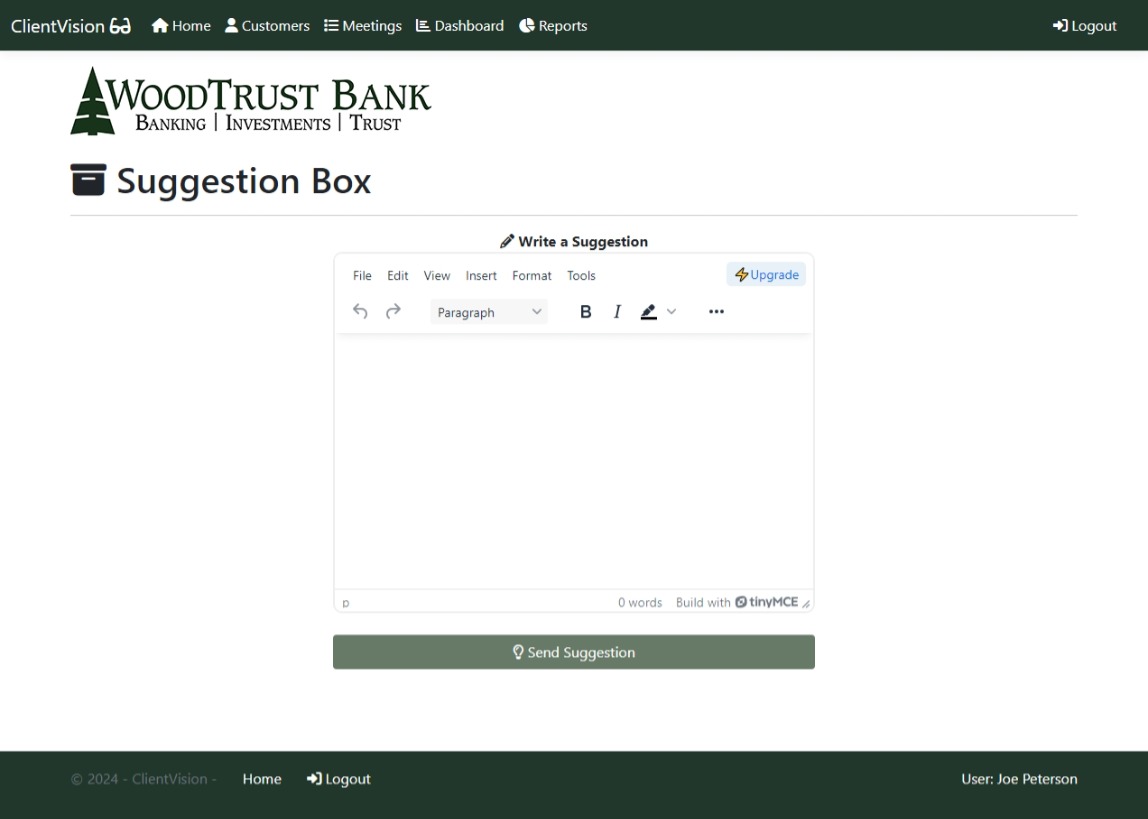 ClientVision Home Customers Meetings Dashboard Reports Logout
WOODTRUST BANK
BANKING | INVESTMENTS | TRUST
Suggestion Box
Write a Suggestion
File Edit View Insert Format Tools Upgrade
Paragraph B I
p 0 words Build with tinyMCE
Send Suggestion
© 2024 - ClientVision - Home Logout User: Joe Peterson